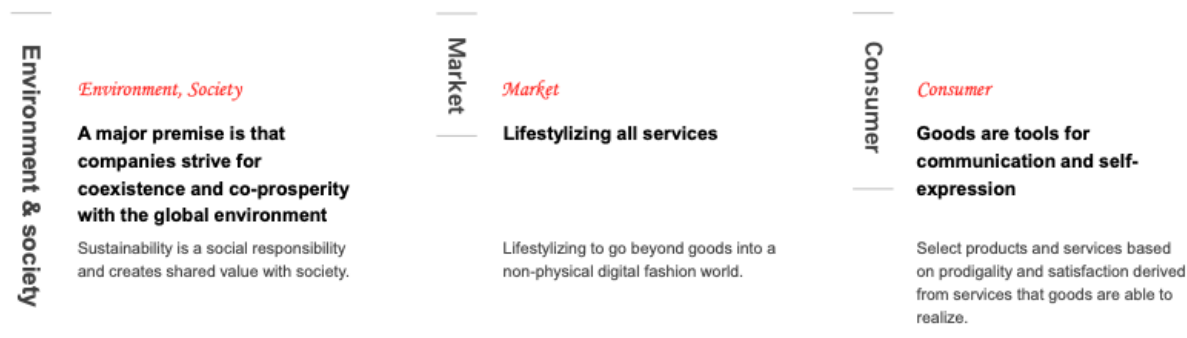 Environment & society
Environment, Society
A major premise is that
companies strive for
coexistence and co-prosperity
with the global environment
Sustainability is a social responsibility
and creates shared value with society.
Market
Market
Lifestylizing all services
Lifestylizing to go beyond goods into a
non-physical digital fashion world.
Consumer
Consumer
Goods are tools for
communication and self-
expression
Select products and services based
on prodigality and satisfaction derived
from services that goods are able to
realize.